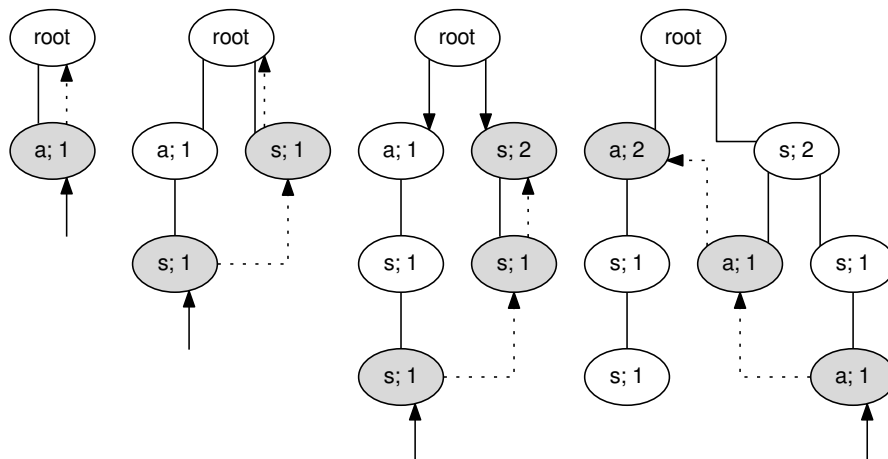 root root root root
a; 1 a; 1 s; 1 a; 1 s; 2 a; 2 s; 2
s; 1 s; 1 s; 1 s; 1 a; 1 s; 1
s; 1 s; 1 a; 1